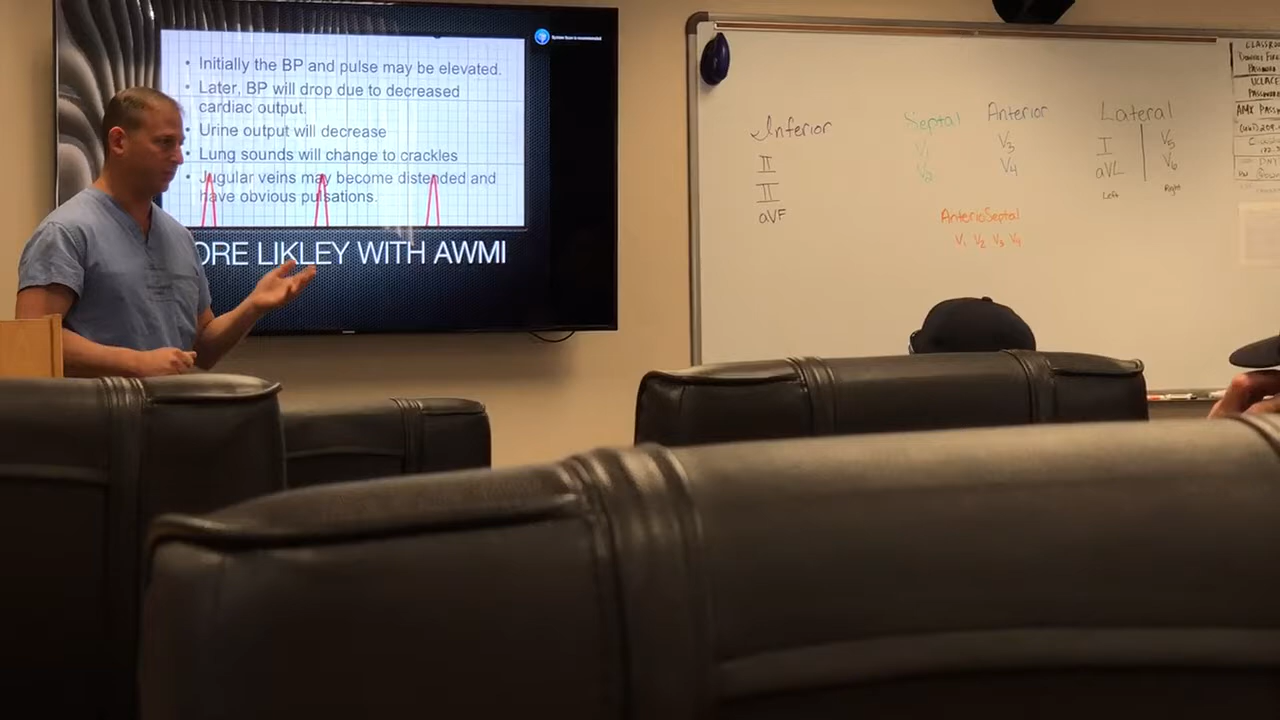 • Initially the BP and pulse may be elevated.
• Later, BP will drop due to decreased
cardiac output.
• Urine output will decrease
• Lung sounds will change to crackles
• Jugular veins may become distended and
have obvious pulsations.
ORE LIKLEY WITH AWMI
Inferior
II
II
aVF
Septal
V1
V2
Anterior
V3
V4
AnterioSeptal
V1 V2 V3 V4
Lateral
I
aVL
Left
V5
V6
Right